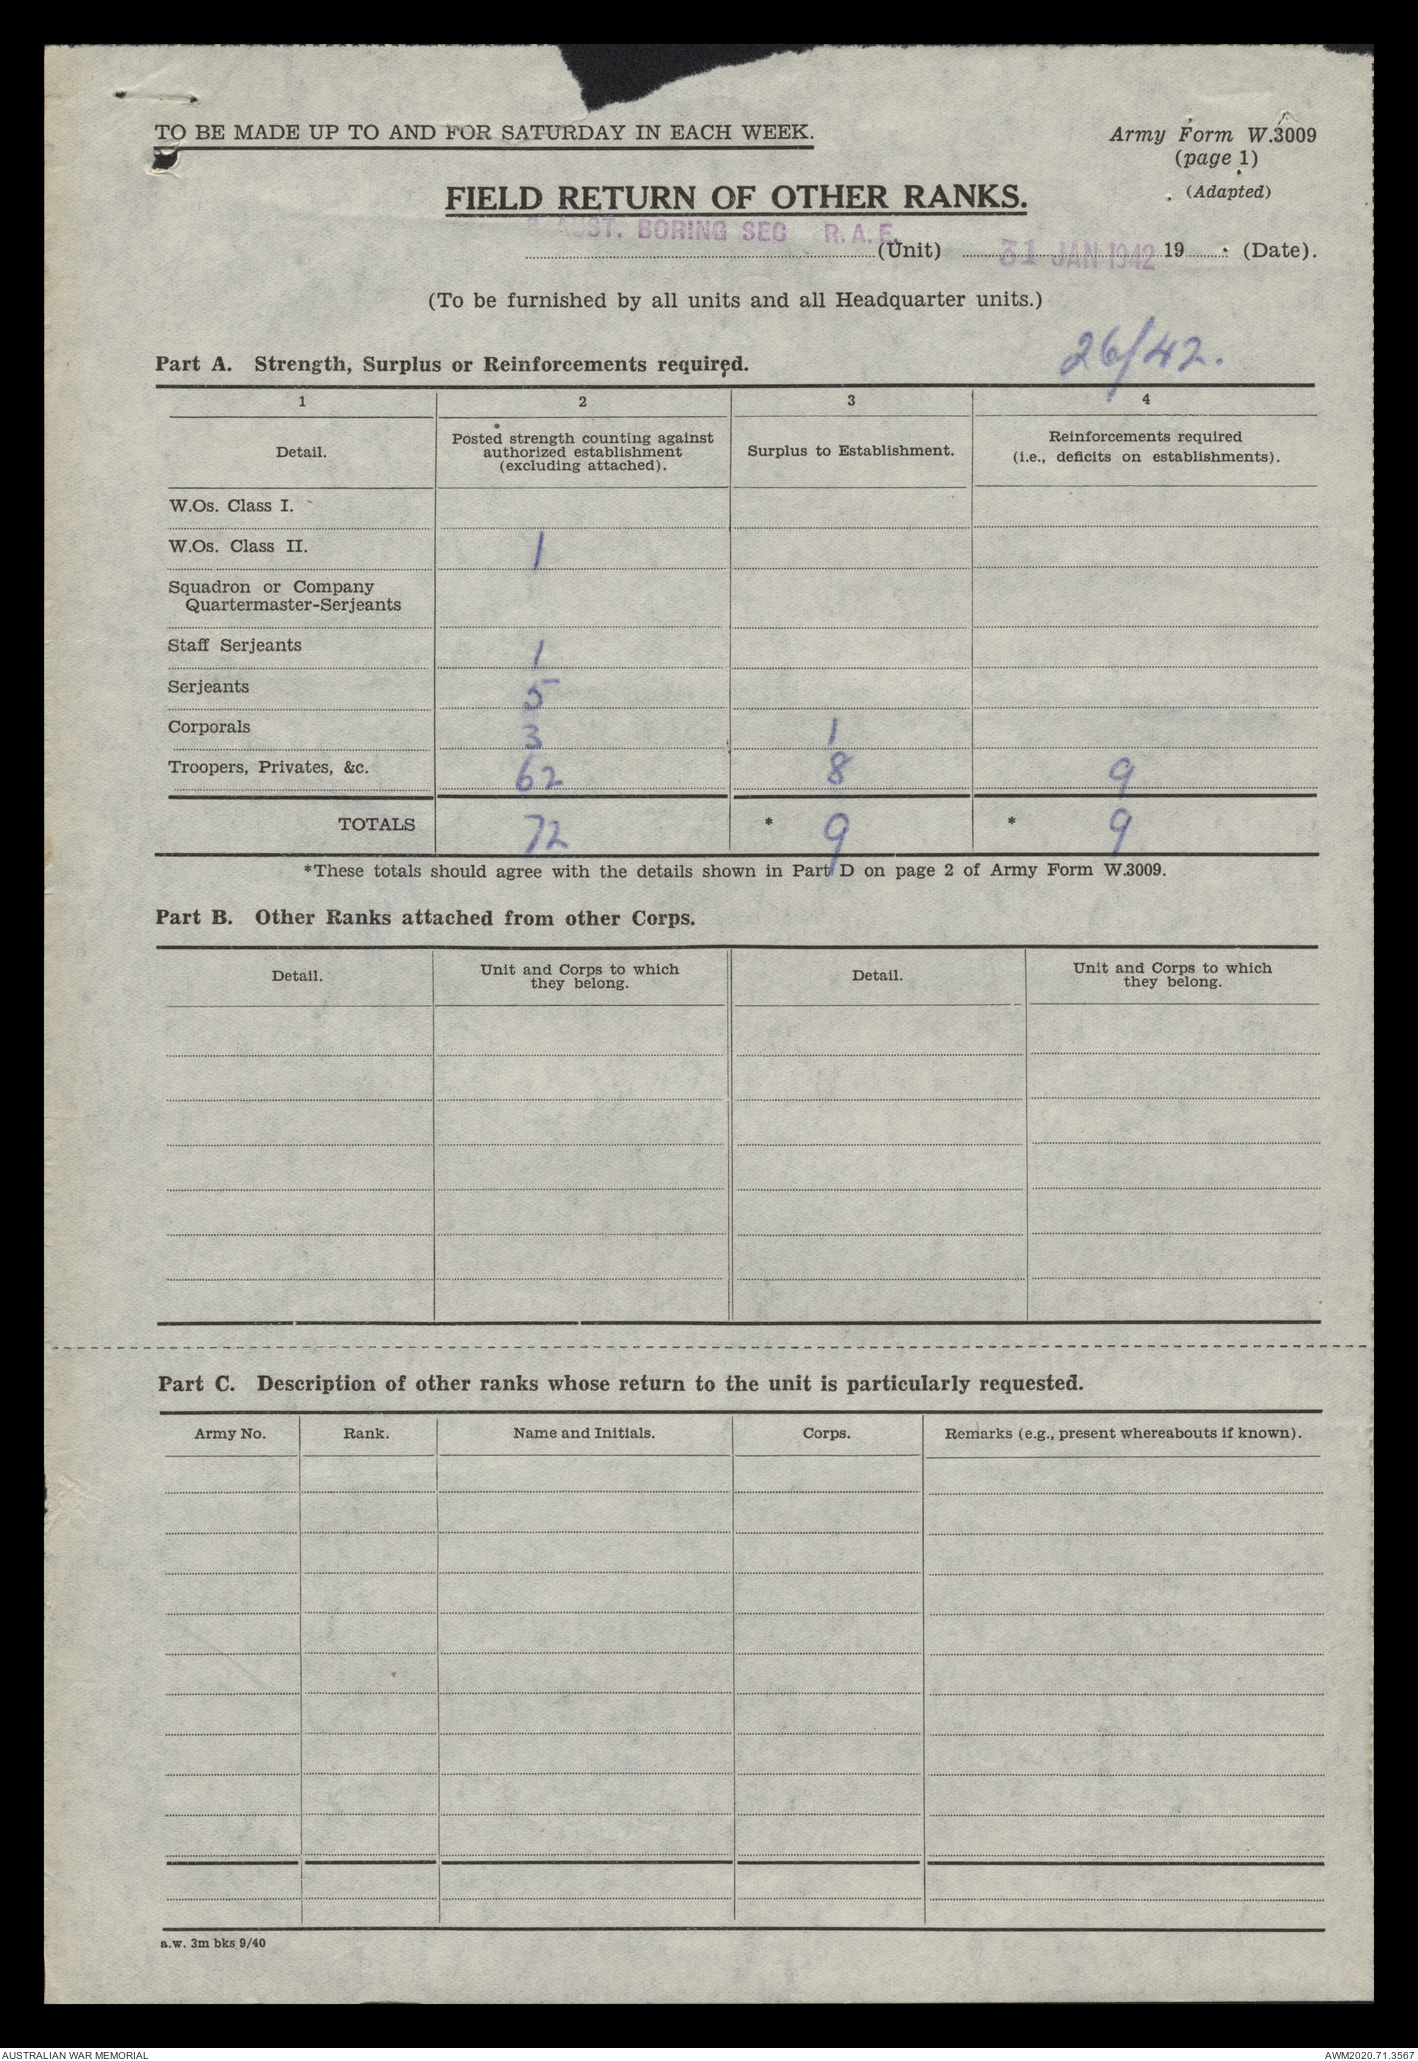 TO BE MADE UP TO AND FOR SATURDAY IN EACH WEEK.
Army Form W.3009
(page 1)
(Adapted)
FIELD RETURN OF OTHER RANKS.
AUST. BORING SEC R.A.E. (Unit) 31 JAN 1942 19 (Date).
(To be furnished by all units and all Headquarter units.)
26/42.
Part A. Strength, Surplus or Reinforcements required.
1 2 3 4
Detail. Posted strength counting against authorized establishment (excluding attached). Surplus to Establishment. Reinforcements required (i.e., deficits on establishments).
W.Os. Class I.
W.Os. Class II. 1
Squadron or Company
Quartermaster-Serjeants
Staff Serjeants 1
Serjeants 5
Corporals 3 1
Troopers, Privates, &c. 62 8 9
TOTALS 72 * 9 * 9
*These totals should agree with the details shown in Part D on page 2 of Army Form W.3009.
Part B. Other Ranks attached from other Corps.
Detail. Unit and Corps to which they belong. Detail. Unit and Corps to which they belong.
Part C. Description of other ranks whose return to the unit is particularly requested.
Army No. Rank. Name and Initials. Corps. Remarks (e.g., present whereabouts if known).
a.w. 3m bks 9/40
AUSTRALIAN WAR MEMORIAL AWM2020.71.3567